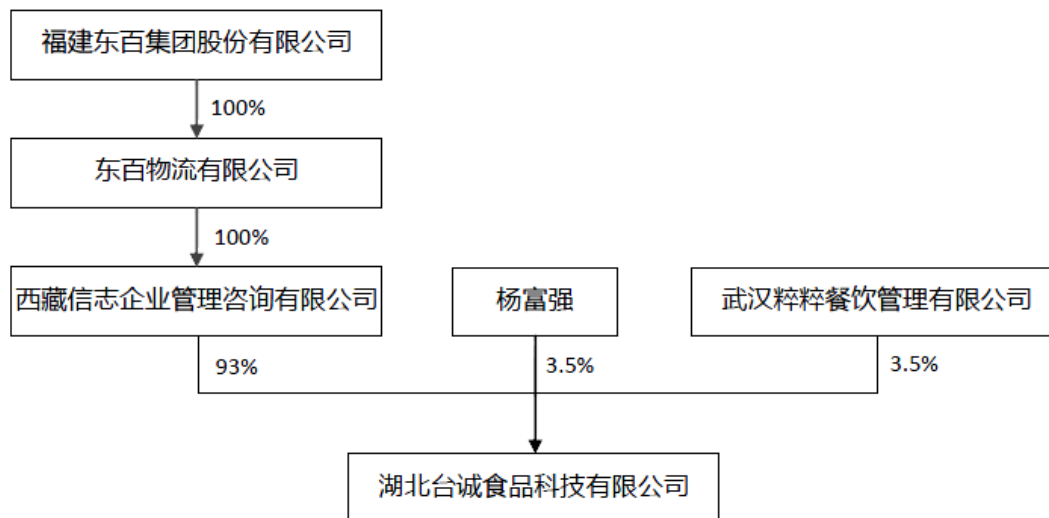 福建东百集团股份有限公司
100%
东百物流有限公司
100%
西藏信志企业管理咨询有限公司
杨富强
武汉粹粹餐饮管理有限公司
93%
3.5%
3.5%
湖北台诚食品科技有限公司